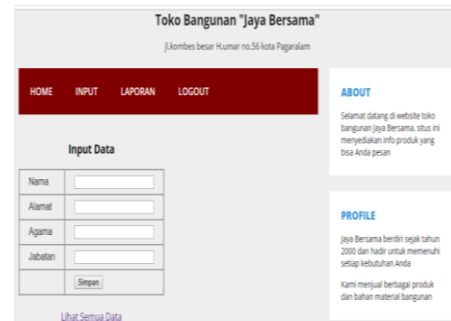 Toko Bangunan "Jaya Bersama"
jl.kombes besar H.umar no.56 kota Pagaralam
HOME INPUT LAPORAN LOGOUT
Input Data
Nama
Alamat
Agama
Jabatan
Simpan
Lihat Semua Data
ABOUT
Selamat datang di website toko
bangunan Jaya Bersama, situs ini
menyediakan info produk yang
bisa Anda pesan
PROFILE
Jaya Bersama berdiri sejak tahun
2000 dan hadir untuk memenuhi
setiap kebutuhan Anda
Kami menjual berbagai produk
dan bahan material bangunan